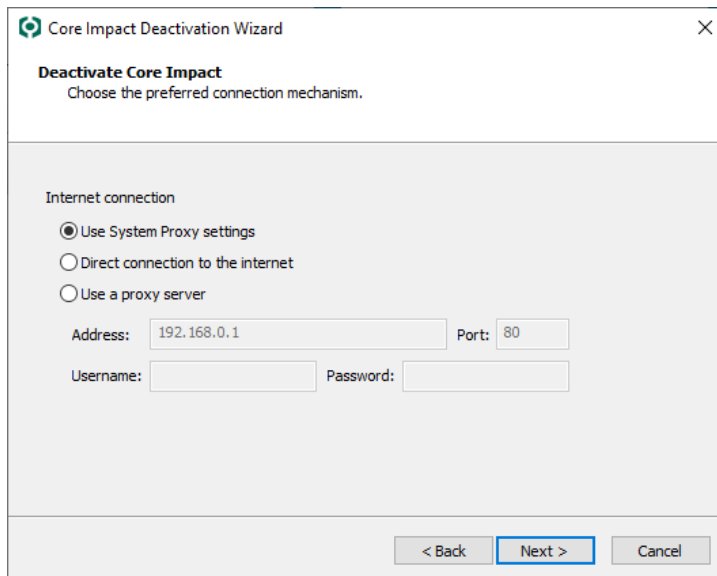 Core Impact Deactivation Wizard
Deactivate Core Impact
Choose the preferred connection mechanism.
Internet connection
Use System Proxy settings
Direct connection to the internet
Use a proxy server
Address: 192.168.0.1 Port: 80
Username: Password:
< Back Next > Cancel